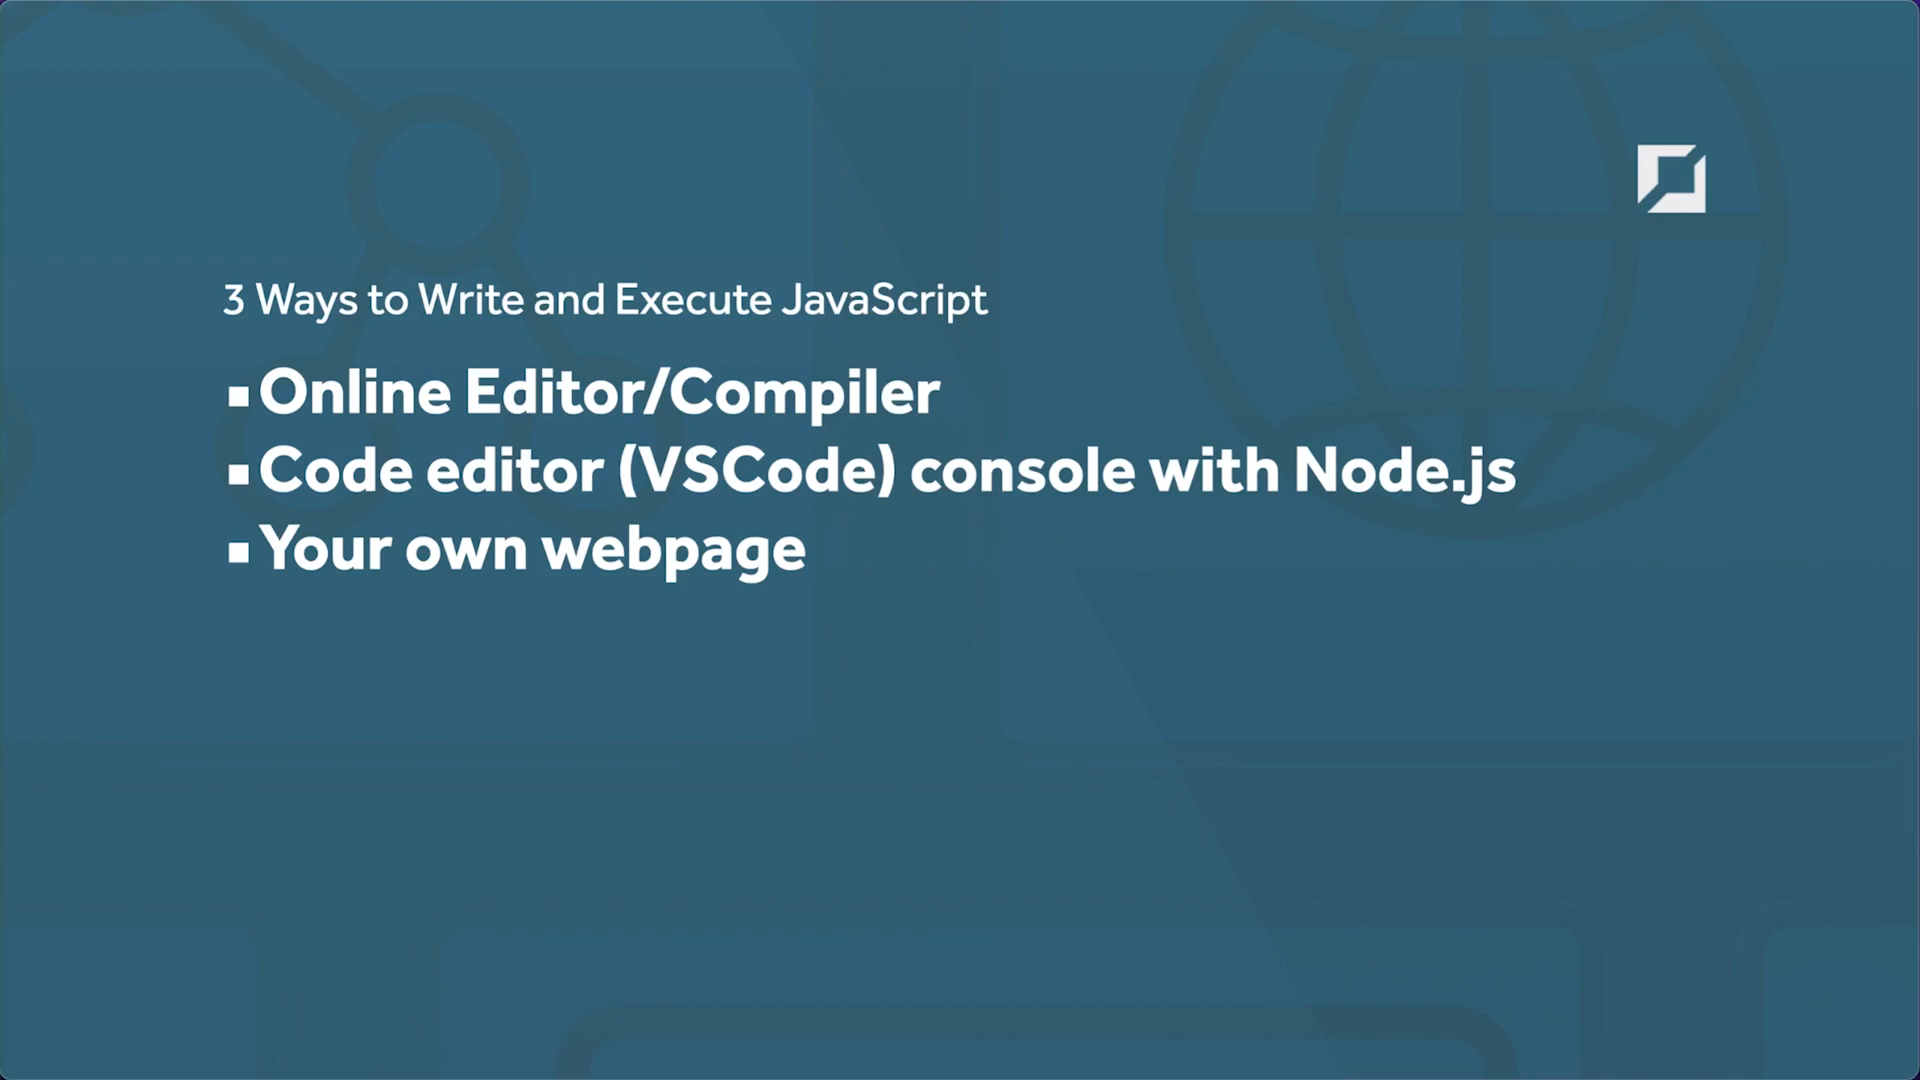 3 Ways to Write and Execute JavaScript
▪Online Editor/Compiler
▪Code editor (VSCode) console with Node.js
▪Your own webpage